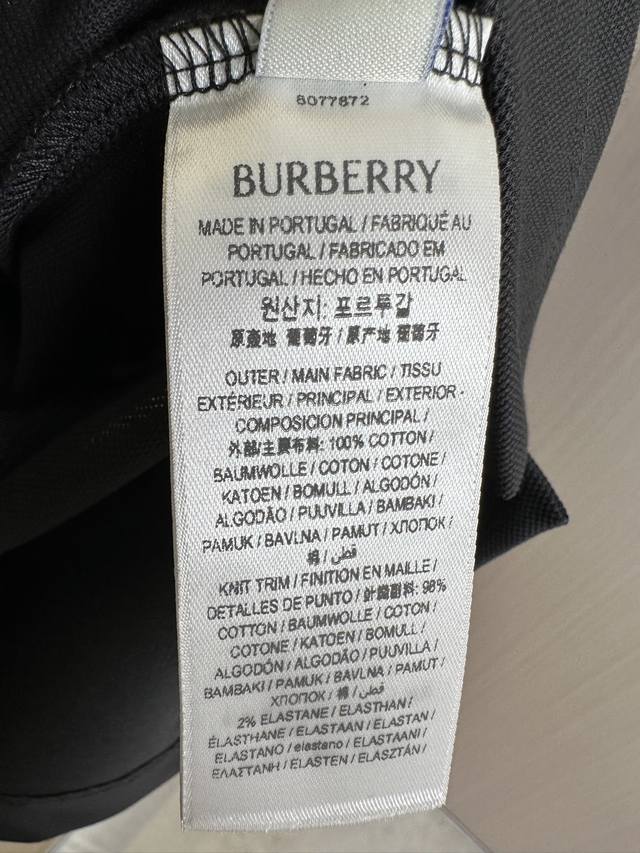 8077872
BURBERRY
MADE IN PORTUGAL / FABRIQUÉ AU
PORTUGAL / FABRICADO EM
PORTUGAL / HECHO EN PORTUGAL
원산지: 포르투갈
原產地 葡萄牙 / 原产地 葡萄牙
OUTER / MAIN FABRIC / TISSU
EXTÉRIEUR / PRINCIPAL / EXTERIOR -
COMPOSICION PRINCIPAL /
外部/主要布料: 100% COTTON /
BAUMWOLLE / COTON / COTONE /
KATOEN / BOMULL / ALGODÓN /
ALGODÃO / PUUVILLA / BAMBAKI /
PAMUK / BAVLNA / PAMUT / ХЛОПОК /
棉 / قطن /
KNIT TRIM / FINITION EN MAILLE /
DETALLES DE PUNTO / 針織副料: 98%
COTTON / BAUMWOLLE / COTON /
COTONE / KATOEN / BOMULL /
ALGODÓN / ALGODÃO / PUUVILLA /
BAMBAKI / PAMUK / BAVLNA / PAMUT /
ХЛОПОК / 棉 / قطن /
2% ELASTANE / ELASTHAN /
ÉLASTHANE / ELASTAAN / ELASTAN /
ELASTANO / elastano / ELASTAANI /
ΕΛΑΣΤΑΝΗ / ELASTEN / ELASZTÁN /